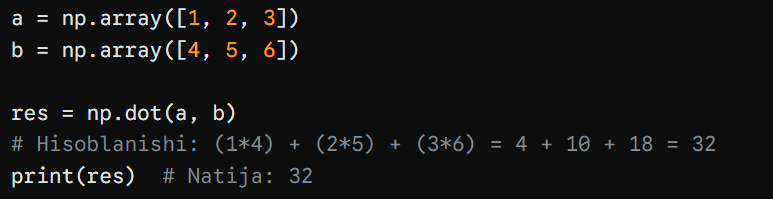 a = np.array([1, 2, 3])
b = np.array([4, 5, 6])
res = np.dot(a, b)
# Hisoblanishi: (1*4) + (2*5) + (3*6) = 4 + 10 + 18 = 32
print(res)  # Natija: 32